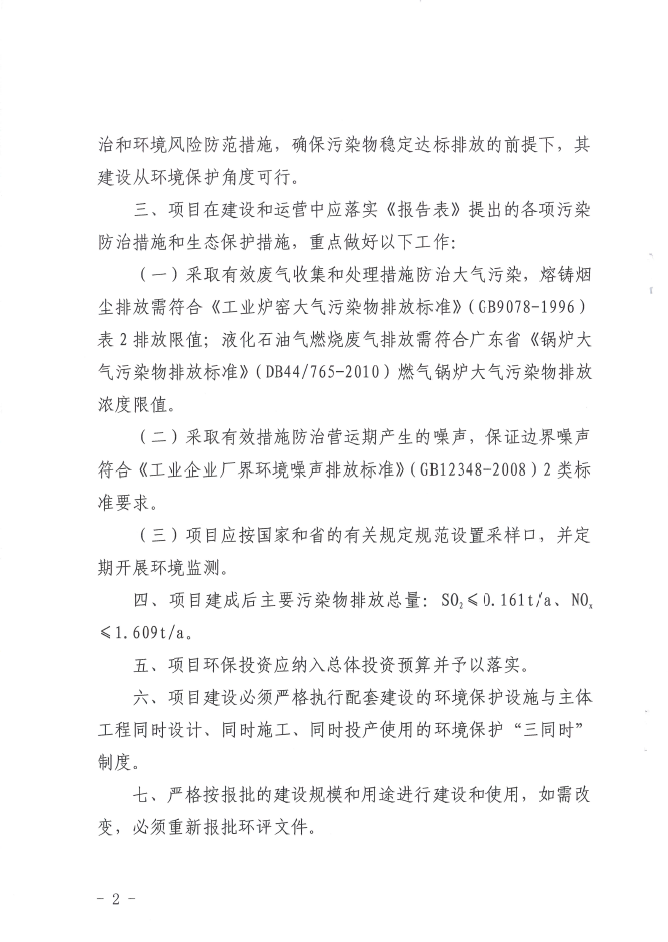 治和环境风险防范措施，确保污染物稳定达标排放的前提下，其
建设从环境保护角度可行。
三、项目在建设和运营中应落实《报告表》提出的各项污染
防治措施和生态保护措施，重点做好以下工作：
（一）采取有效废气收集和处理措施防治大气污染，熔铸烟
尘排放需符合《工业炉窑大气污染物排放标准》（GB9078-1996）
表 2 排放限值；液化石油气燃烧废气排放需符合广东省《锅炉大
气污染物排放标准》（DB44/765-2010）燃气锅炉大气污染物排放
浓度限值。
（二）采取有效措施防治营运期产生的噪声，保证边界噪声
符合《工业企业厂界环境噪声排放标准》（GB12348-2008）2 类标
准要求。
（三）项目应按国家和省的有关规定规范设置采样口，并定
期开展环境监测。
四、项目建成后主要污染物排放总量：SO₂≤0.161t/a、NOₓ
≤1.609t/a。
五、项目环保投资应纳入总体投资预算并予以落实。
六、项目建设必须严格执行配套建设的环境保护设施与主体
工程同时设计、同时施工、同时投产使用的环境保护“三同时”
制度。
七、严格按报批的建设规模和用途进行建设和使用，如需改
变，必须重新报批环评文件。
- 2 -